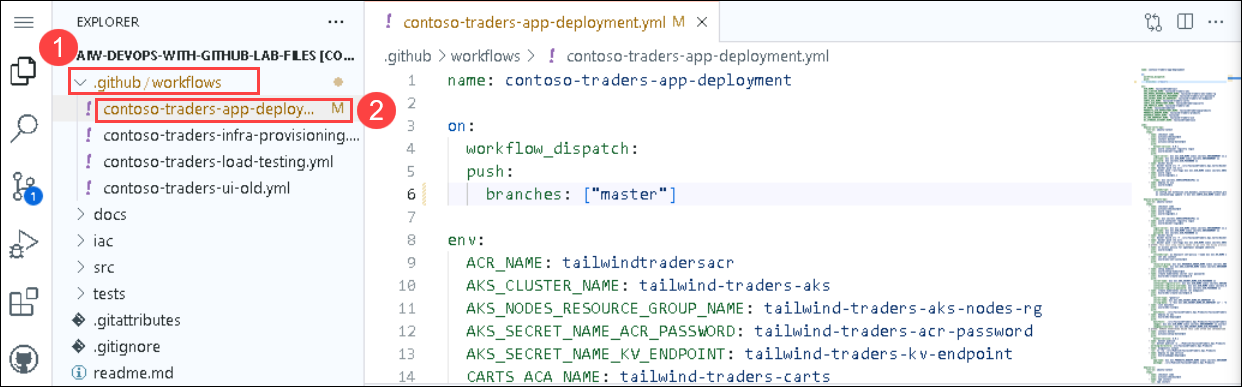 EXPLORER
contoso-traders-app-deployment.yml M
1
AIW-DEVOPS-WITH-GITHUB-LAB-FILES [CO...
.github / workflows
contoso-traders-app-deploy... M
2
contoso-traders-infra-provisioning....
contoso-traders-load-testing.yml
contoso-traders-ui-old.yml
docs
iac
src
tests
.gitattributes
.gitignore
readme.md
1
.github > workflows > ! contoso-traders-app-deployment.yml
1 name: contoso-traders-app-deployment
2
3 on:
4 workflow_dispatch:
5 push:
6 branches: ["master"]
7
8 env:
9 ACR_NAME: tailwindtradersacr
10 AKS_CLUSTER_NAME: tailwind-traders-aks
11 AKS_NODES_RESOURCE_GROUP_NAME: tailwind-traders-aks-nodes-rg
12 AKS_SECRET_NAME_ACR_PASSWORD: tailwind-traders-acr-password
13 AKS_SECRET_NAME_KV_ENDPOINT: tailwind-traders-kv-endpoint
14 CARTS_ACA_NAME: tailwind-traders-carts